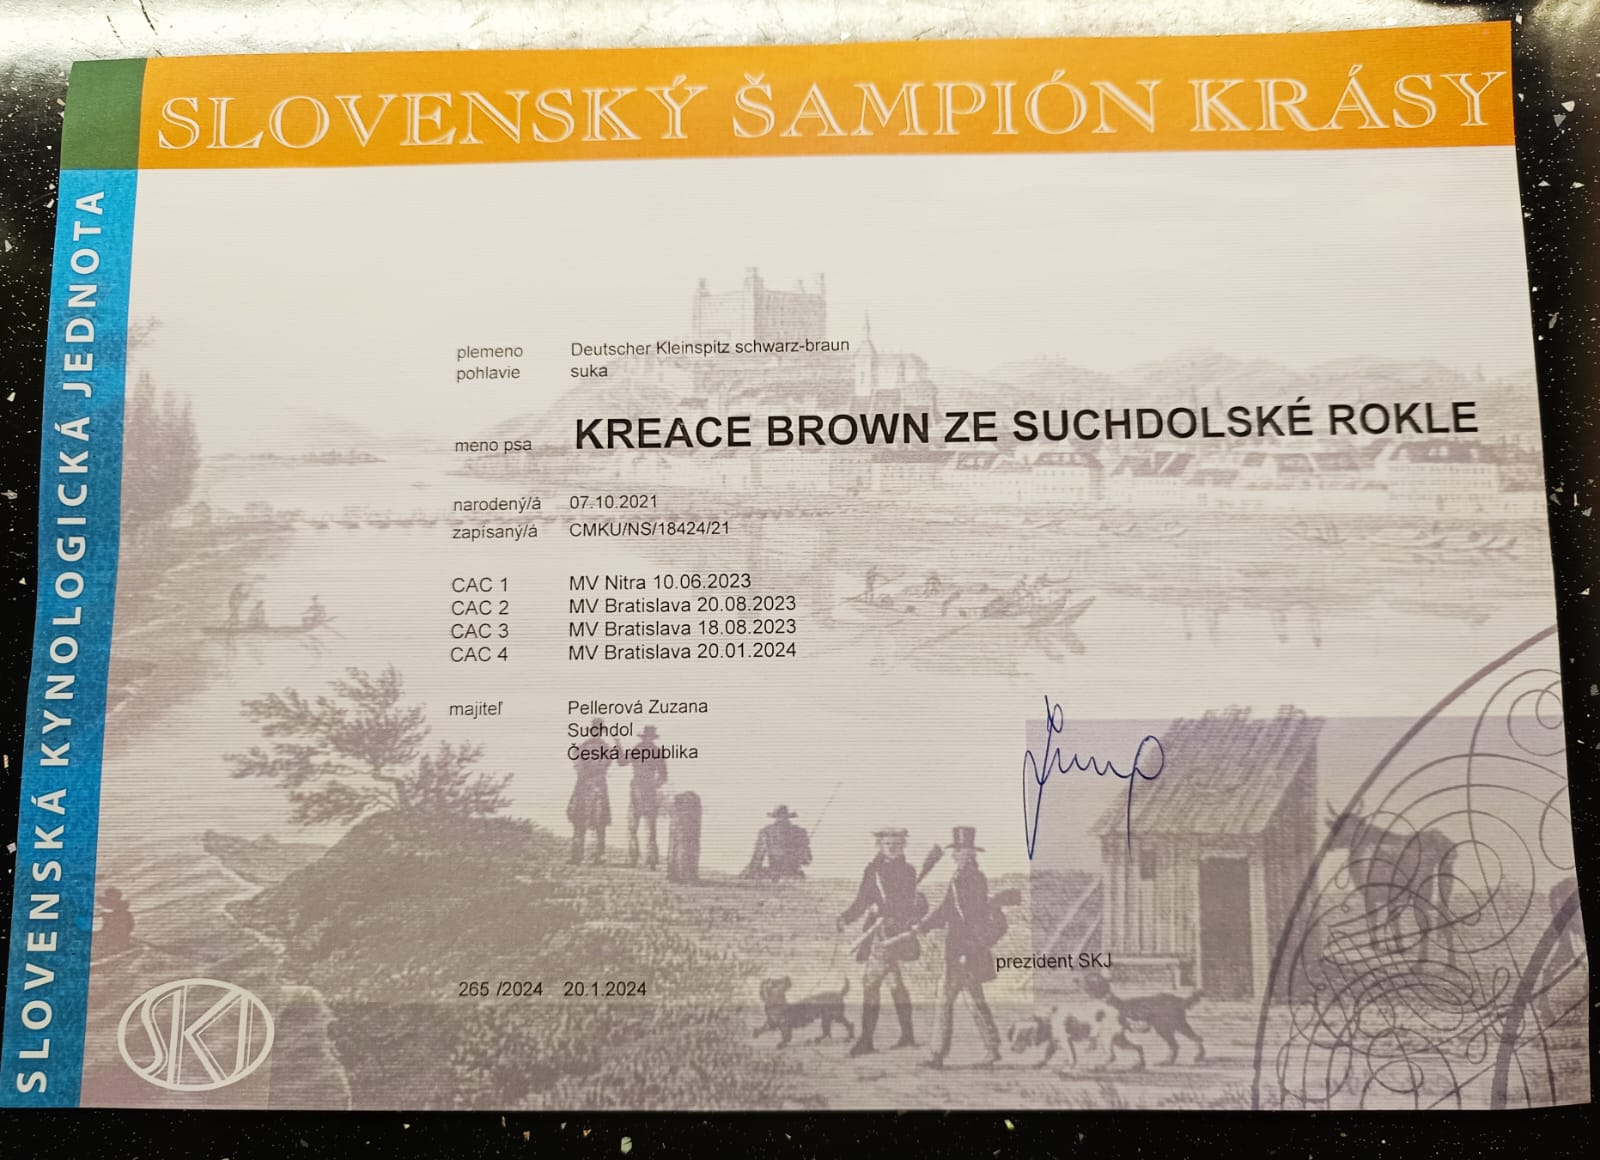 SLOVENSKÝ ŠAMPIÓN KRÁSY
SLOVENSKÁ KYNOLOGICKÁ JEDNOTA
plemeno Deutscher Kleinspitz schwarz-braun
pohlavie suka
meno psa KREACE BROWN ZE SUCHDOLSKÉ ROKLE
narodený/á 07.10.2021
zapísaný/á CMKU/NS/18424/21
CAC 1 MV Nitra 10.06.2023
CAC 2 MV Bratislava 20.08.2023
CAC 3 MV Bratislava 18.08.2023
CAC 4 MV Bratislava 20.01.2024
majiteľ Pellerová Zuzana
Suchdol
Česká republika
prezident SKJ
265 /2024 20.1.2024
SKJ